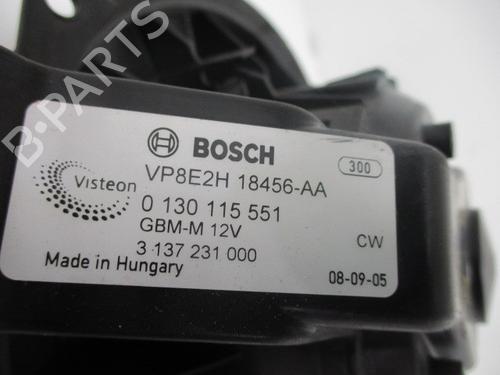 B-PARTS
BOSCH
Visteon
VP8E2H 18456-AA
300
0 130 115 551
GBM-M 12V
CW
3 137 231 000
Made in Hungary
08-09-05